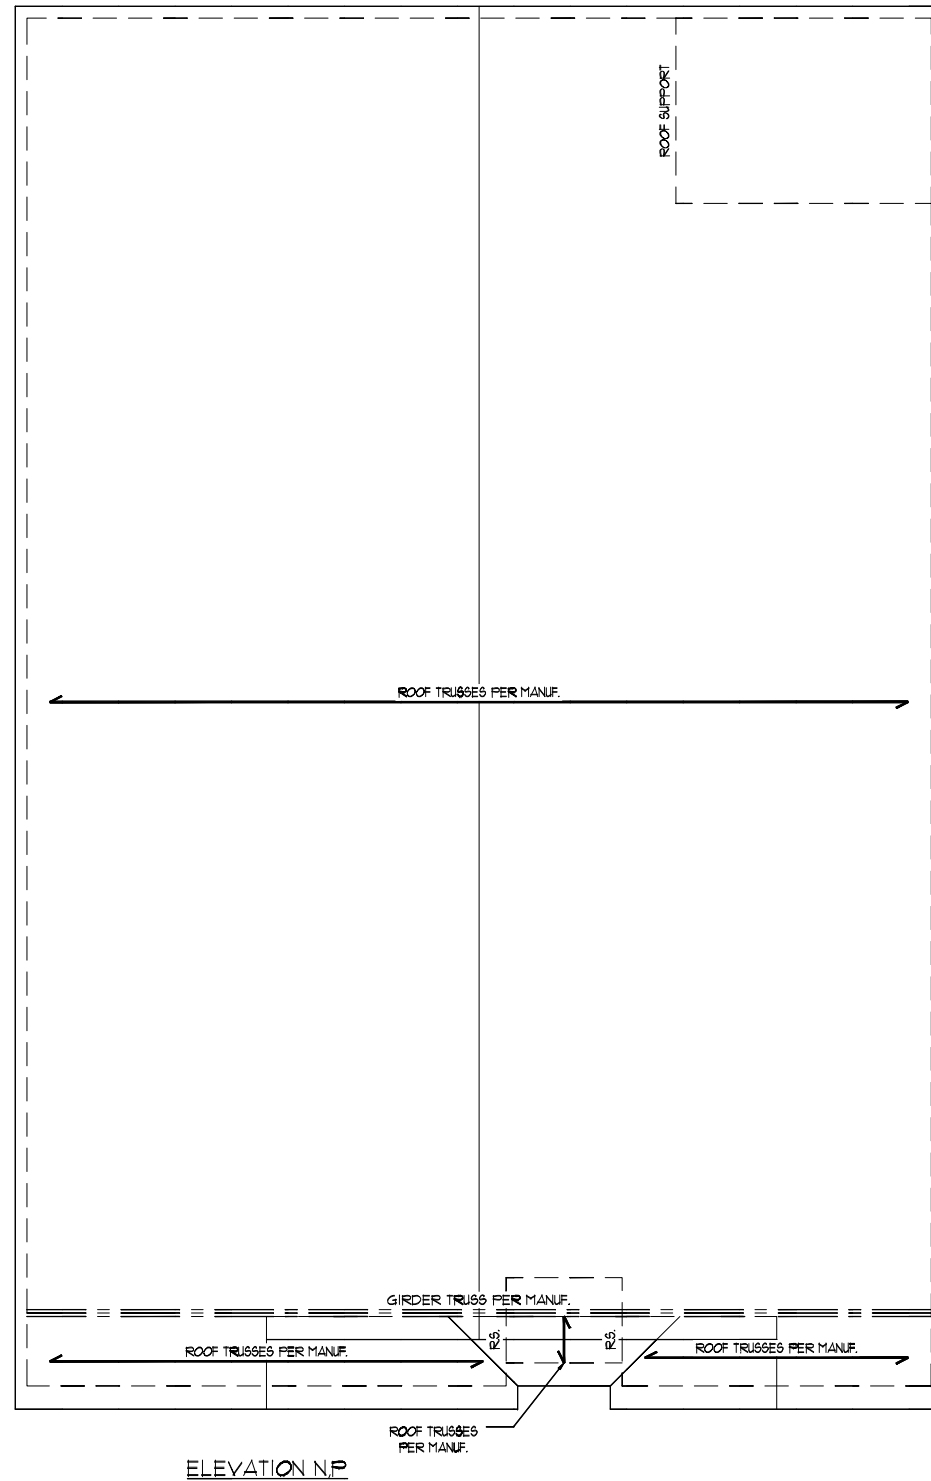 ROOF SUPPORT
ROOF TRUSSES PER MANUF.
GIRDER TRUSS PER MANUF.
R.S.
R.S.
ROOF TRUSSES PER MANUF.
ROOF TRUSSES PER MANUF.
ROOF TRUSSES
PER MANUF.
ELEVATION N,P